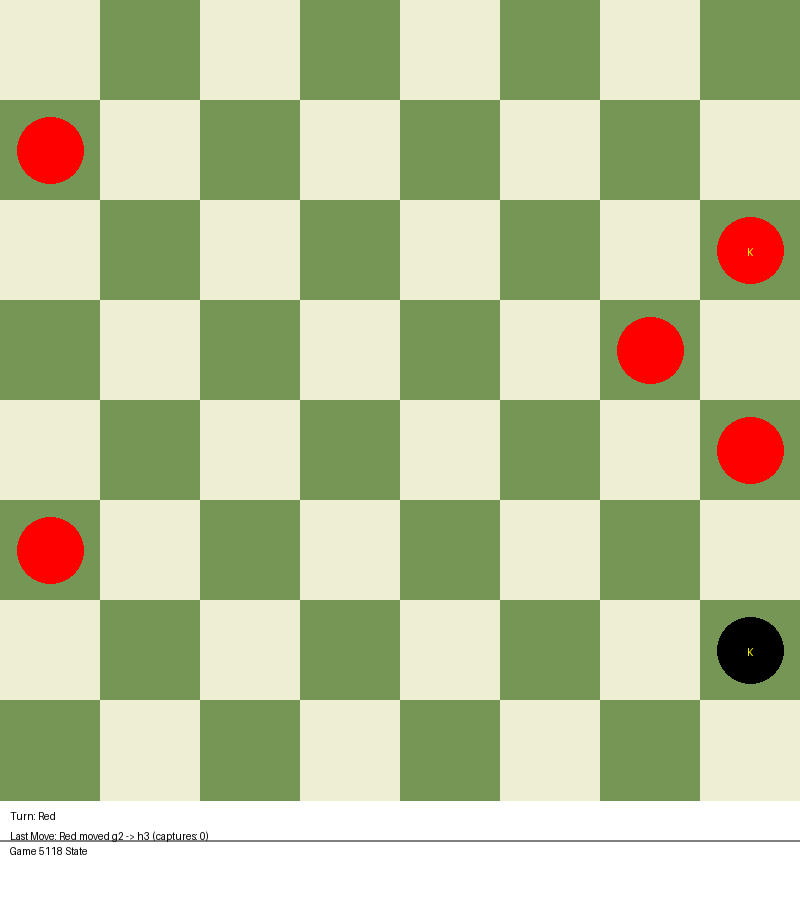 K
K
Turn: Red
Last Move: Red moved g2 -> h3 (captures: 0)
Game 5118 State